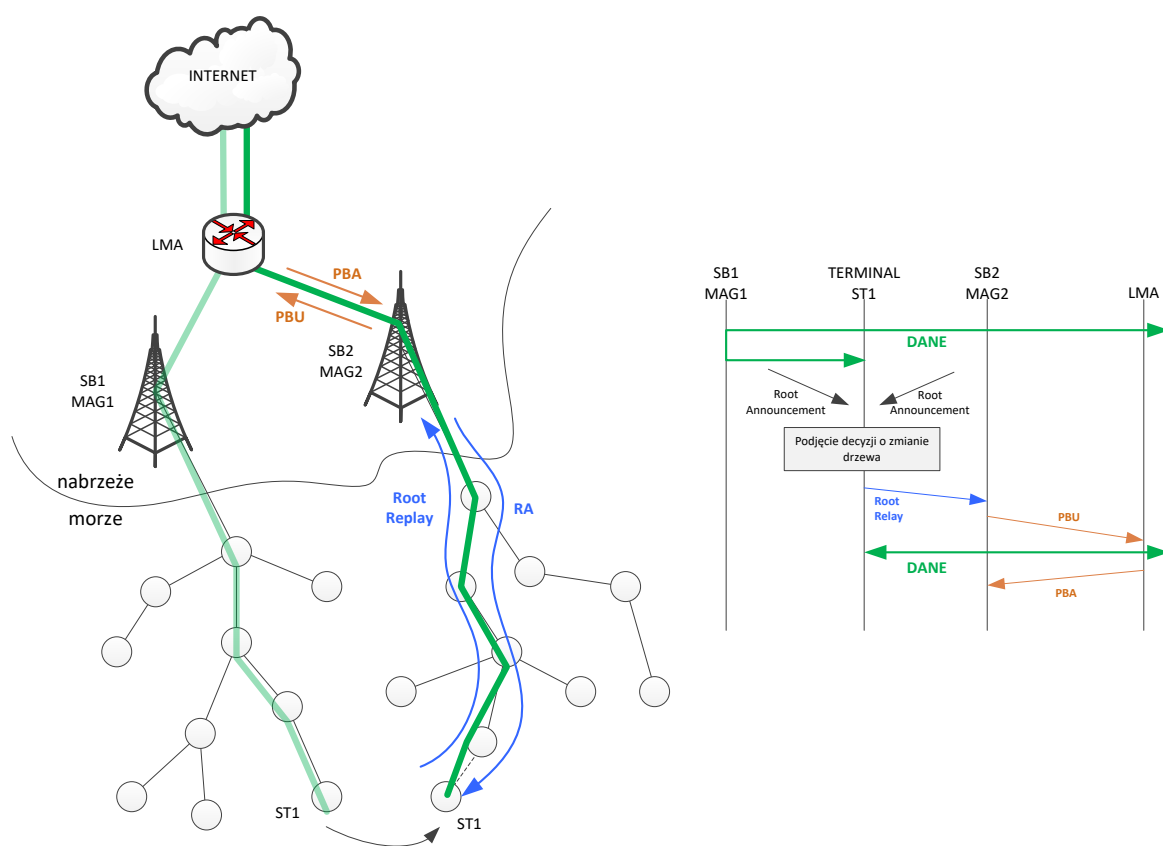 INTERNET
LMA
PBA
PBU
SB2
MAG2
SB1
MAG1
nabrzeże
morze
Root
Replay
RA
ST1
ST1
SB1
MAG1
TERMINAL
ST1
SB2
MAG2
LMA
DANE
Root
Announcement
Root
Announcement
Podjęcie decyzji o zmianie
drzewa
Root
Relay
PBU
DANE
PBA